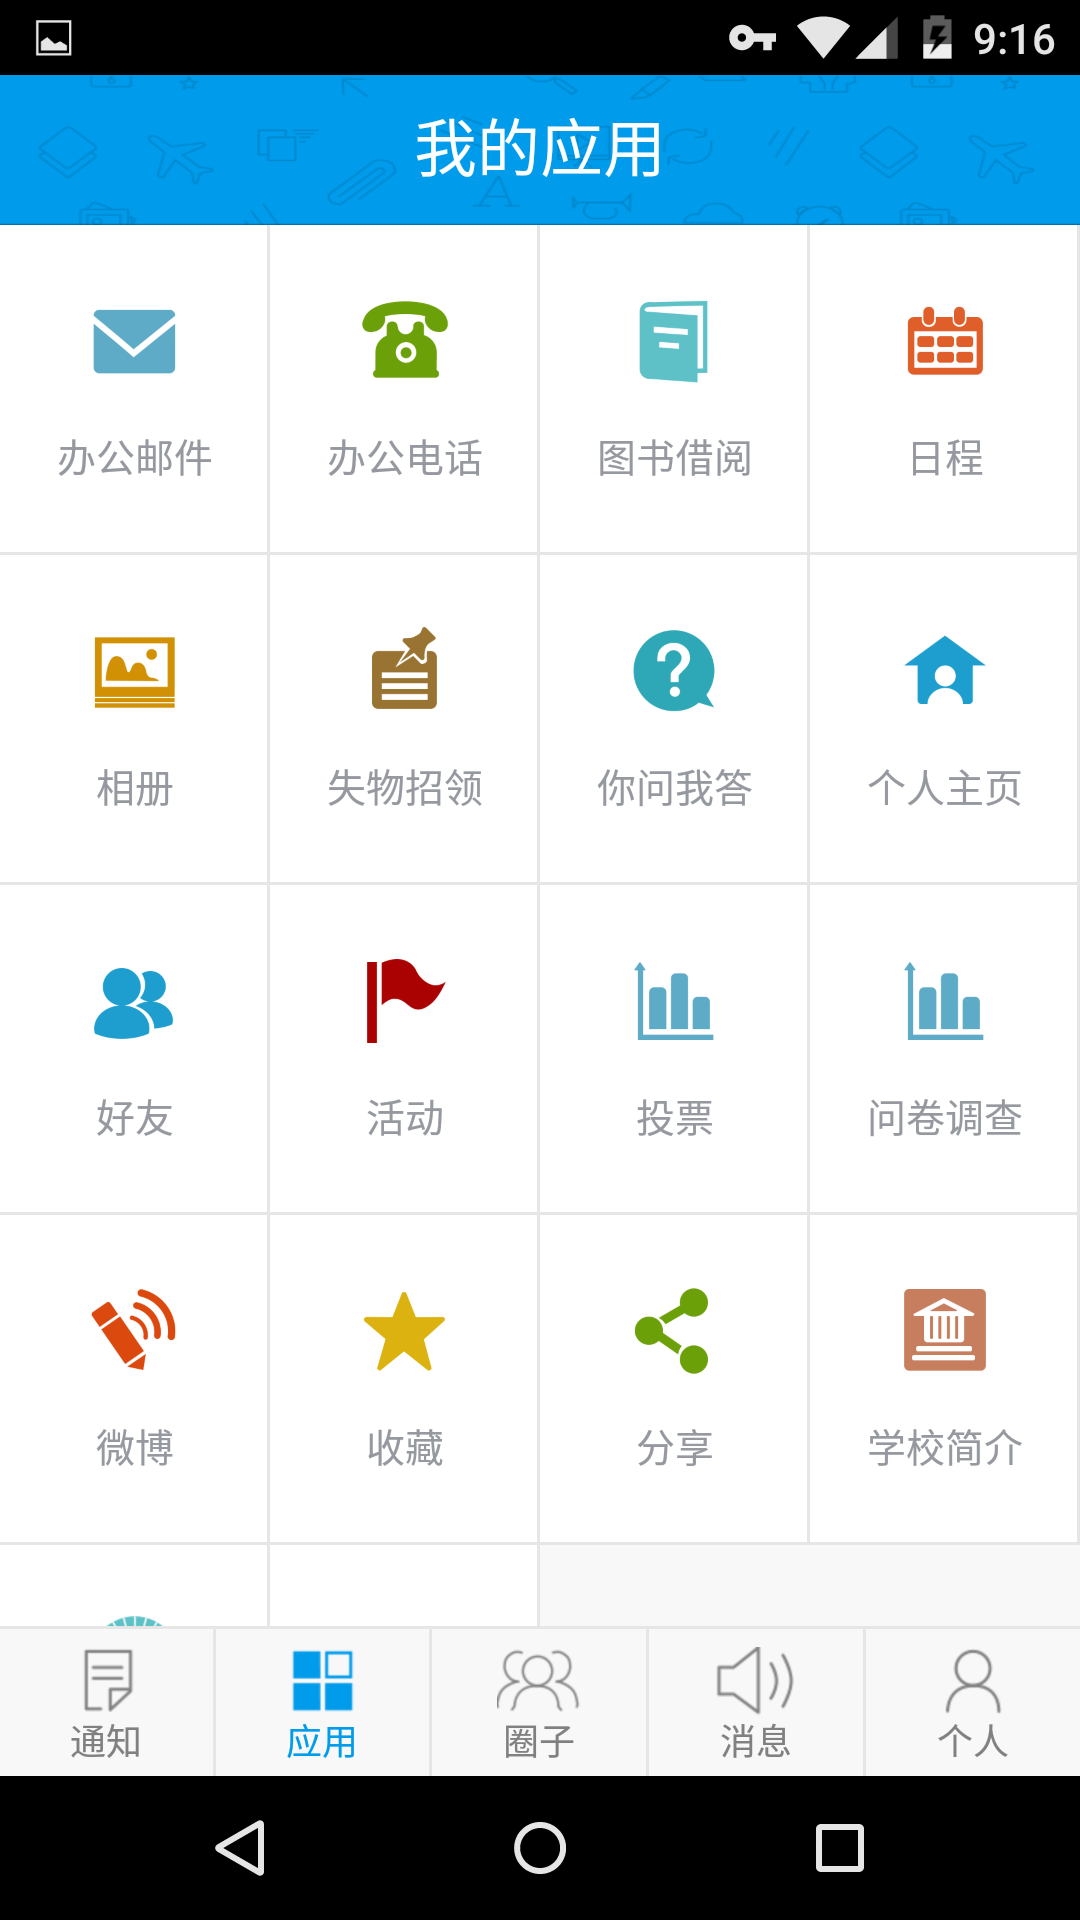 9:16
我的应用
办公邮件
办公电话
图书借阅
日程
相册
失物招领
你问我答
个人主页
好友
活动
投票
问卷调查
微博
收藏
分享
学校简介
通知
应用
圈子
消息
个人